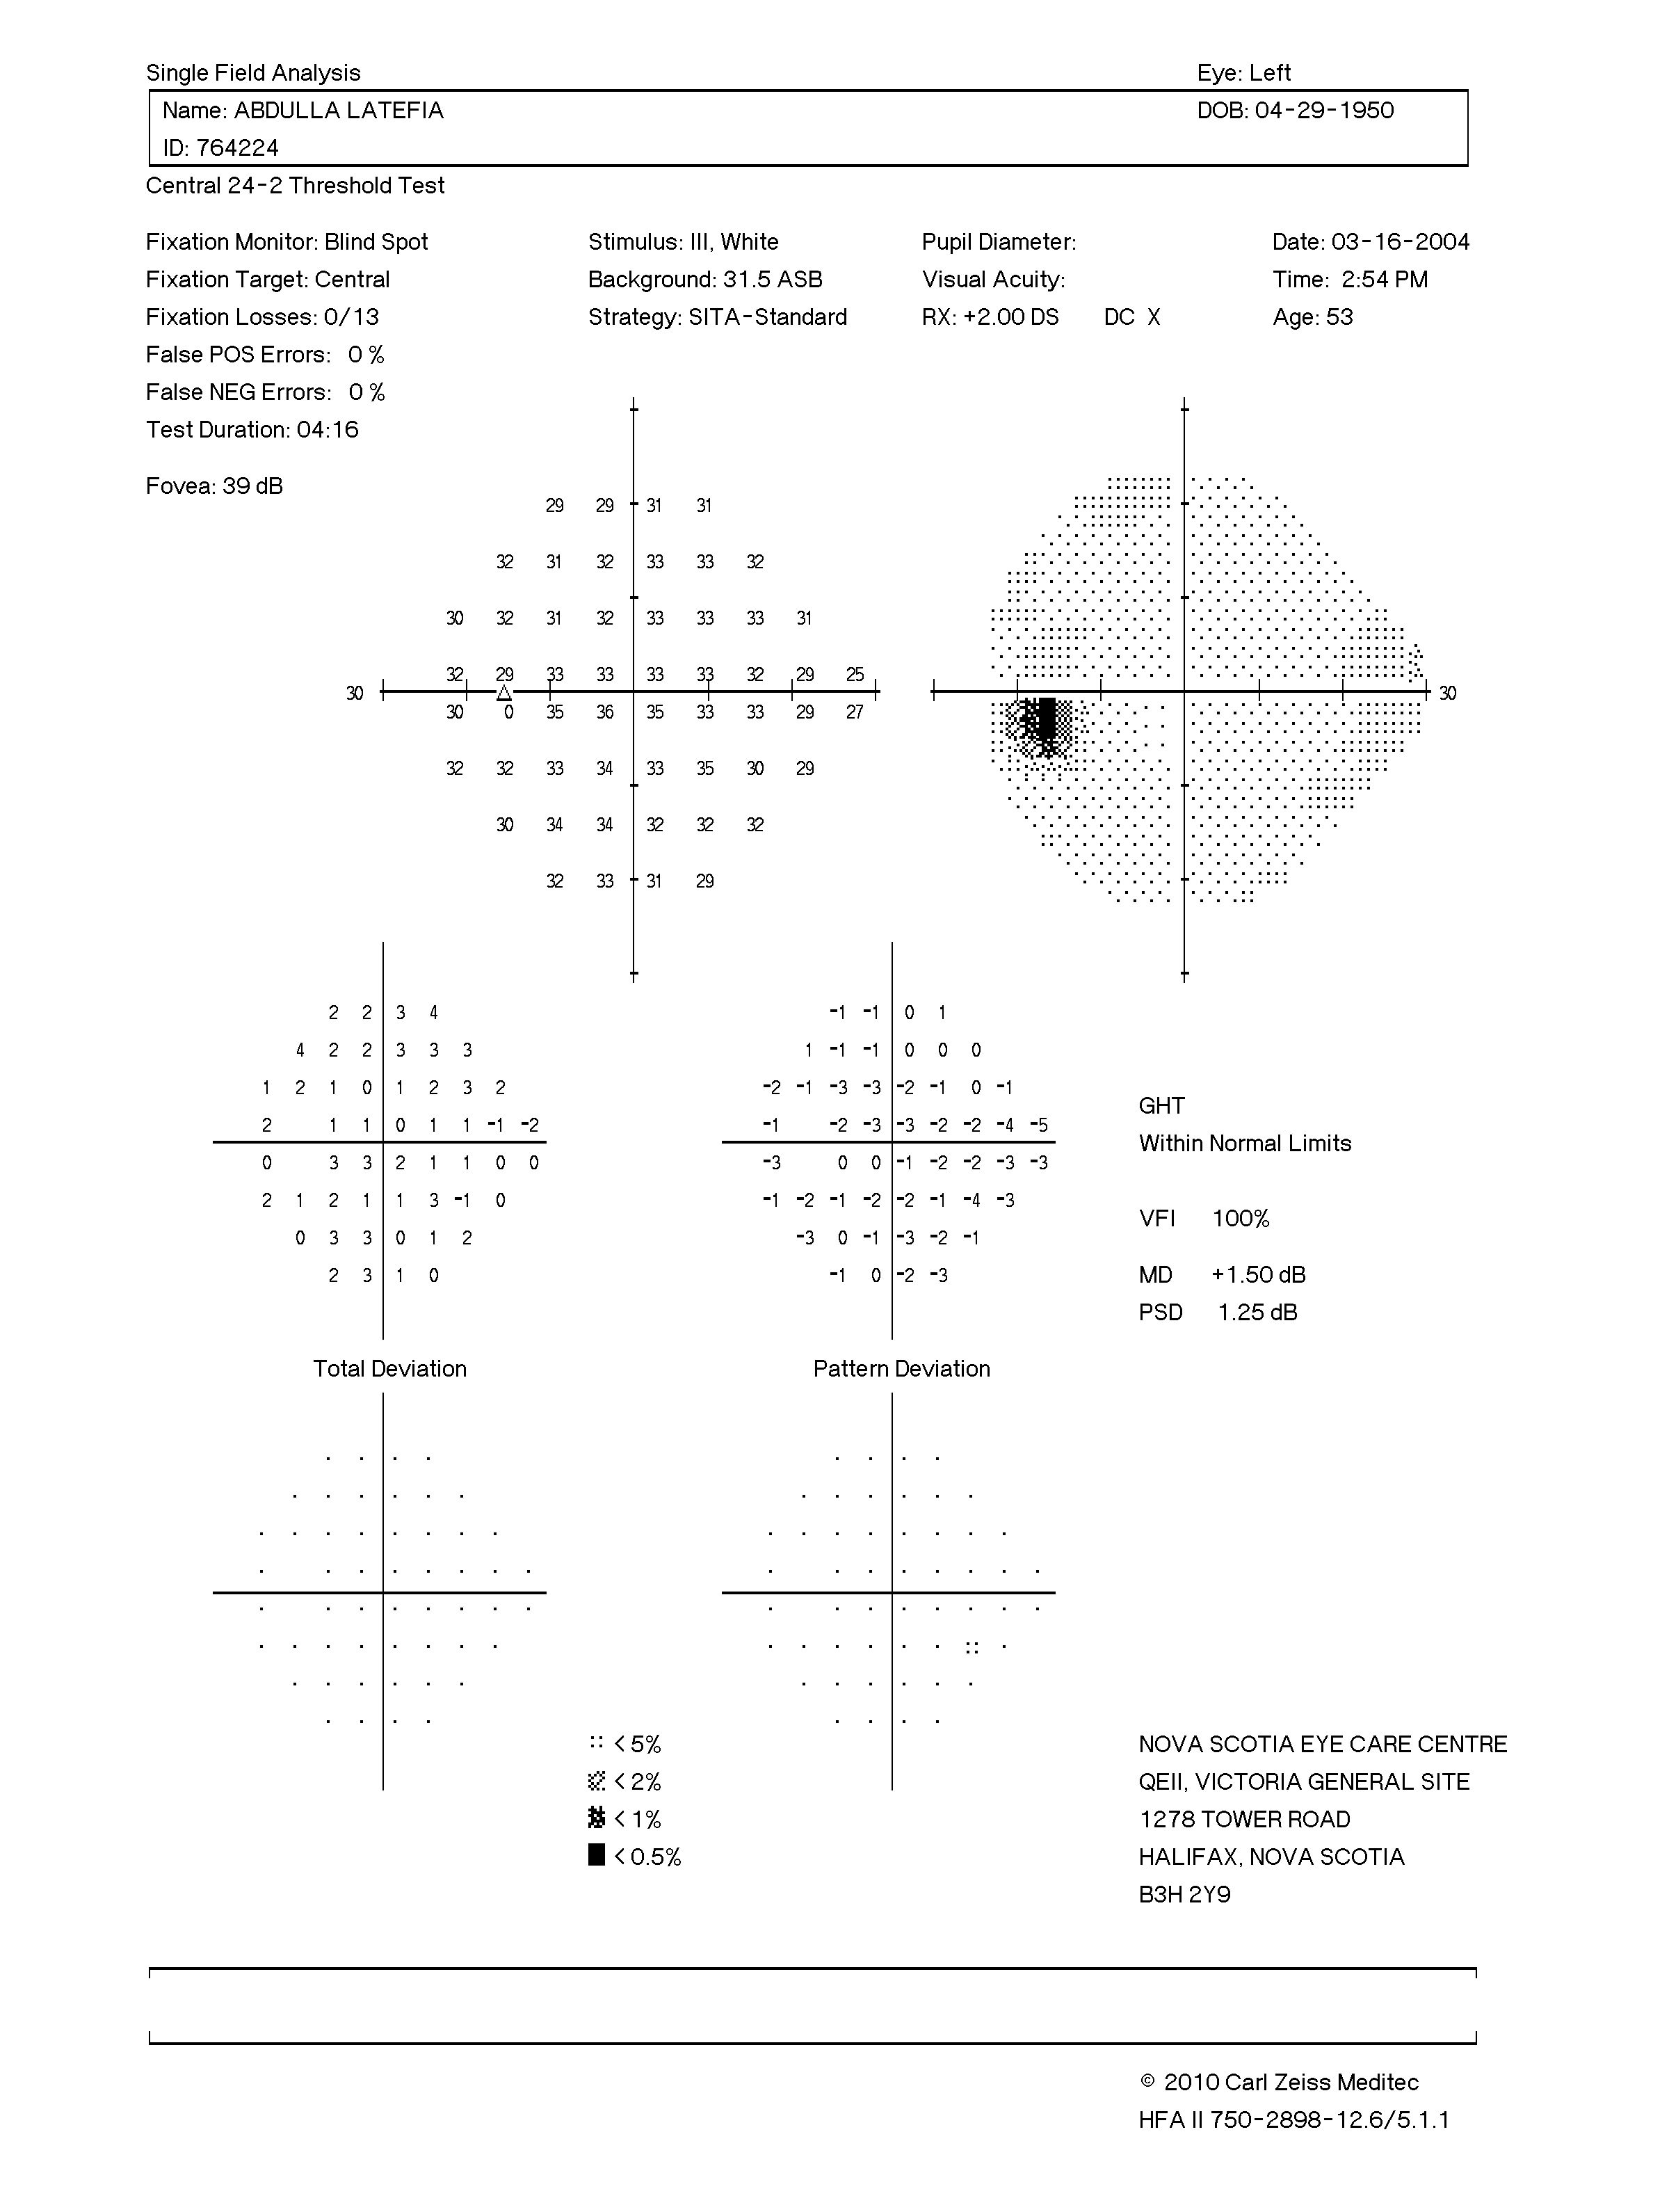 Single Field Analysis Eye: Left
Name: ABDULLA LATEFIA DOB: 04-29-1950
ID: 764224
Central 24-2 Threshold Test
Fixation Monitor: Blind Spot Stimulus: III, White Pupil Diameter: Date: 03-16-2004
Fixation Target: Central Background: 31.5 ASB Visual Acuity: Time: 2:54 PM
Fixation Losses: 0/13 Strategy: SITA-Standard RX: +2.00 DS DC X Age: 53
False POS Errors: 0 %
False NEG Errors: 0 %
Test Duration: 04:16
Fovea: 39 dB
29 29 31 31
32 31 32 33 33 32
30 32 31 32 33 33 33 31
32 29 33 33 33 33 32 29 25
30 30
30 0 35 36 35 33 33 29 27
32 32 33 34 33 35 30 29
30 34 34 32 32 32
32 33 31 29
2 2 3 4 -1 -1 0 1
4 2 2 3 3 3 1 -1 -1 0 0 0
1 2 1 0 1 2 3 2 -2 -1 -3 -3 -2 -1 0 -1
GHT
2 1 1 0 1 1 -1 -2 -1 -2 -3 -3 -2 -2 -4 -5
Within Normal Limits
0 3 3 2 1 1 0 0 -3 0 0 -1 -2 -2 -3 -3
2 1 2 1 1 3 -1 0 -1 -2 -1 -2 -2 -1 -4 -3
VFI 100%
0 3 3 0 1 2 -3 0 -1 -3 -2 -1
2 3 1 0 -1 0 -2 -3
MD +1.50 dB
PSD 1.25 dB
Total Deviation Pattern Deviation
< 5% NOVA SCOTIA EYE CARE CENTRE
< 2% QEII, VICTORIA GENERAL SITE
< 1% 1278 TOWER ROAD
< 0.5% HALIFAX, NOVA SCOTIA
B3H 2Y9
© 2010 Carl Zeiss Meditec
HFA II 750-2898-12.6/5.1.1